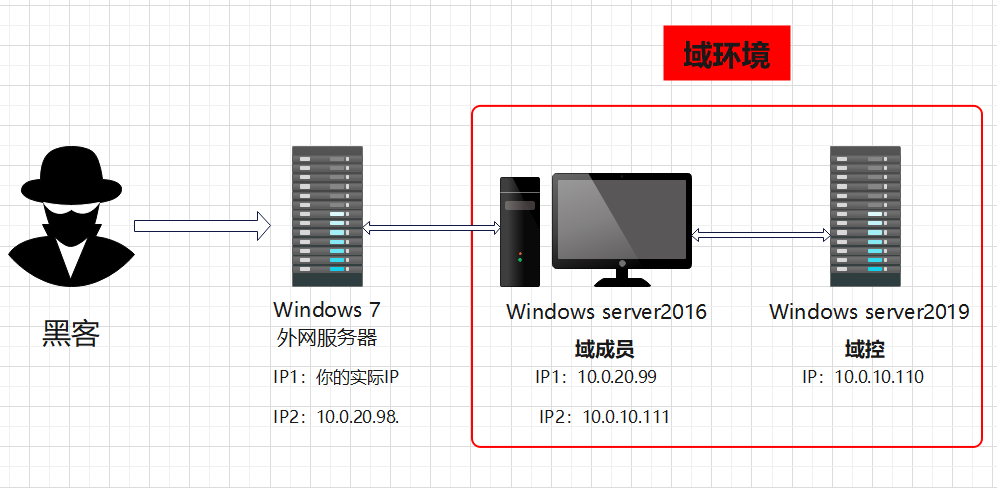 域环境
黑客
Windows 7
外网服务器
IP1：你的实际IP
IP2：10.0.20.98.
Windows server2016
域成员
IP1：10.0.20.99
IP2：10.0.10.111
Windows server2019
域控
IP：10.0.10.110